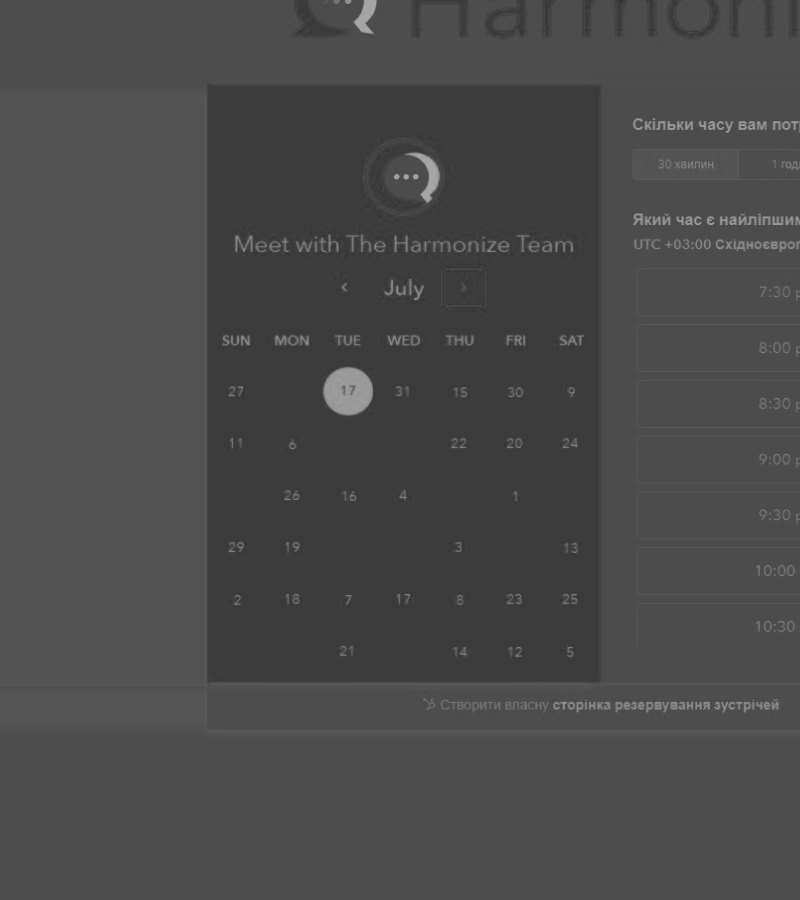 Harmoni
Meet with The Harmonize Team
July
SUN MON TUE WED THU FRI SAT
27 17 31 15 30 9
11 6 22 20 24
26 16 4 1
29 19 3 13
2 18 7 17 8 23 25
21 14 12 5
Скільки часу вам пот
30 хвилин 1 год
Який час є найліпшим
UTC +03:00 Східноєвроп
7:30 р
8:00 р
8:30 р
9:00 р
9:30 р
10:00
10:30
Створити власну сторінка резервування зустрічей